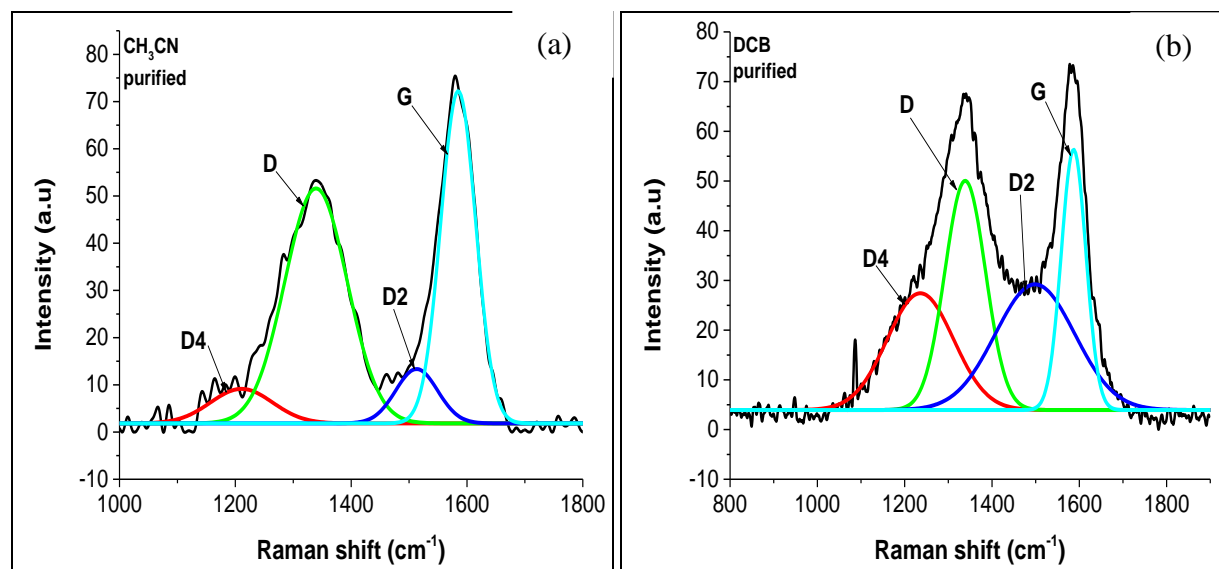 CH₃CN
purified
(a)
G
D
D2
D4
Intensity (a.u)
80
70
60
50
40
30
20
10
0
-10
1000 1200 1400 1600 1800
Raman shift (cm⁻¹)
DCB
purified
(b)
D
G
D2
D4
Intensity (a.u)
80
70
60
50
40
30
20
10
0
-10
800 1000 1200 1400 1600 1800
Raman shift (cm⁻¹)